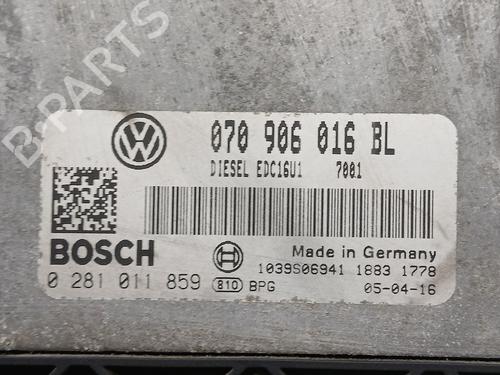 B-PARTS
070 906 016 BL
DIESEL EDC16U1 7001
BOSCH
Made in Germany
1039S06941 1883 1778
0 281 011 859 810 BPG 05-04-16